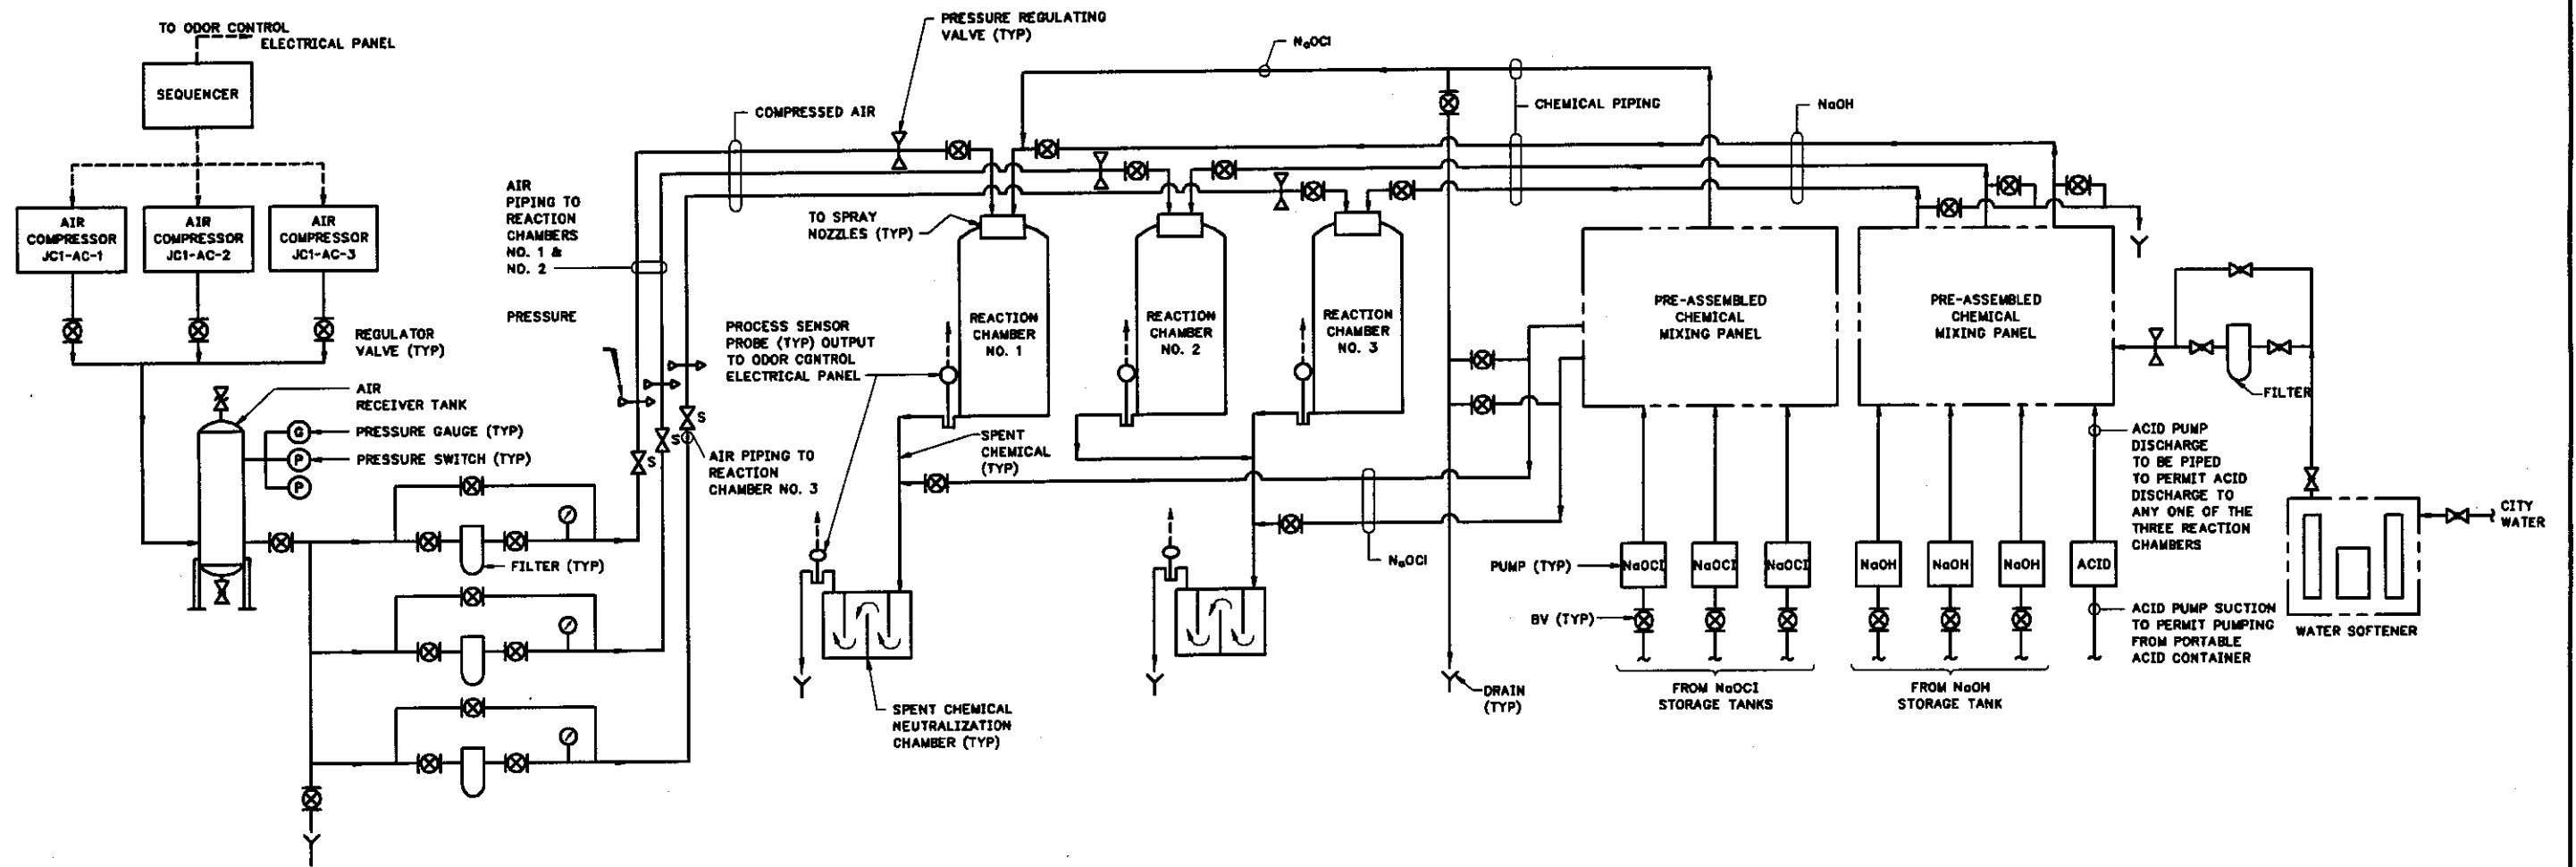 TO ODOR CONTROL
ELECTRICAL PANEL
SEQUENCER
AIR
COMPRESSOR
JC1-AC-1
AIR
COMPRESSOR
JC1-AC-2
AIR
COMPRESSOR
JC1-AC-3
REGULATOR
VALVE (TYP)
AIR
RECEIVER TANK
G
PRESSURE GAUGE (TYP)
P
PRESSURE SWITCH (TYP)
P
FILTER (TYP)
AIR
PIPING TO
REACTION
CHAMBERS
NO. 1 &
NO. 2
PRESSURE
S
S
S
AIR PIPING TO
REACTION
CHAMBER NO. 3
COMPRESSED AIR
PRESSURE REGULATING
VALVE (TYP)
TO SPRAY
NOZZLES (TYP)
PROCESS SENSOR
PROBE (TYP) OUTPUT
TO ODOR CONTROL
ELECTRICAL PANEL
REACTION
CHAMBER
NO. 1
REACTION
CHAMBER
NO. 2
REACTION
CHAMBER
NO. 3
SPENT
CHEMICAL
(TYP)
SPENT CHEMICAL
NEUTRALIZATION
CHAMBER (TYP)
NaOCl
CHEMICAL PIPING
NaOH
NaOCl
DRAIN
(TYP)
PRE-ASSEMBLED
CHEMICAL
MIXING PANEL
PRE-ASSEMBLED
CHEMICAL
MIXING PANEL
PUMP (TYP)
NaOCl
NaOCl
NaOCl
NaOH
NaOH
NaOH
ACID
BV (TYP)
FROM NaOCl
STORAGE TANKS
FROM NaOH
STORAGE TANK
FILTER
ACID PUMP
DISCHARGE
TO BE PIPED
TO PERMIT ACID
DISCHARGE TO
ANY ONE OF THE
THREE REACTION
CHAMBERS
ACID PUMP SUCTION
TO PERMIT PUMPING
FROM PORTABLE
ACID CONTAINER
CITY
WATER
WATER SOFTENER